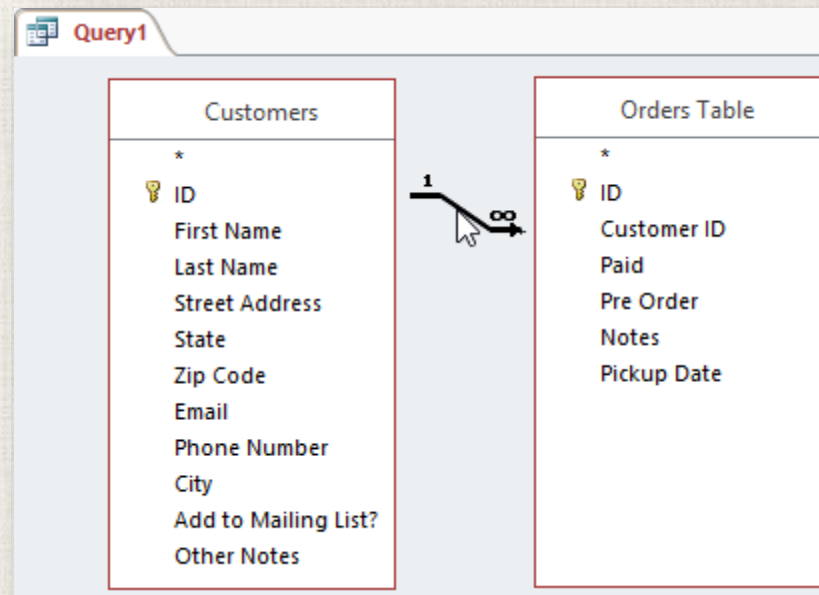 Query1
Customers
*
ID
First Name
Last Name
Street Address
State
Zip Code
Email
Phone Number
City
Add to Mailing List?
Other Notes
1
∞
Orders Table
*
ID
Customer ID
Paid
Pre Order
Notes
Pickup Date